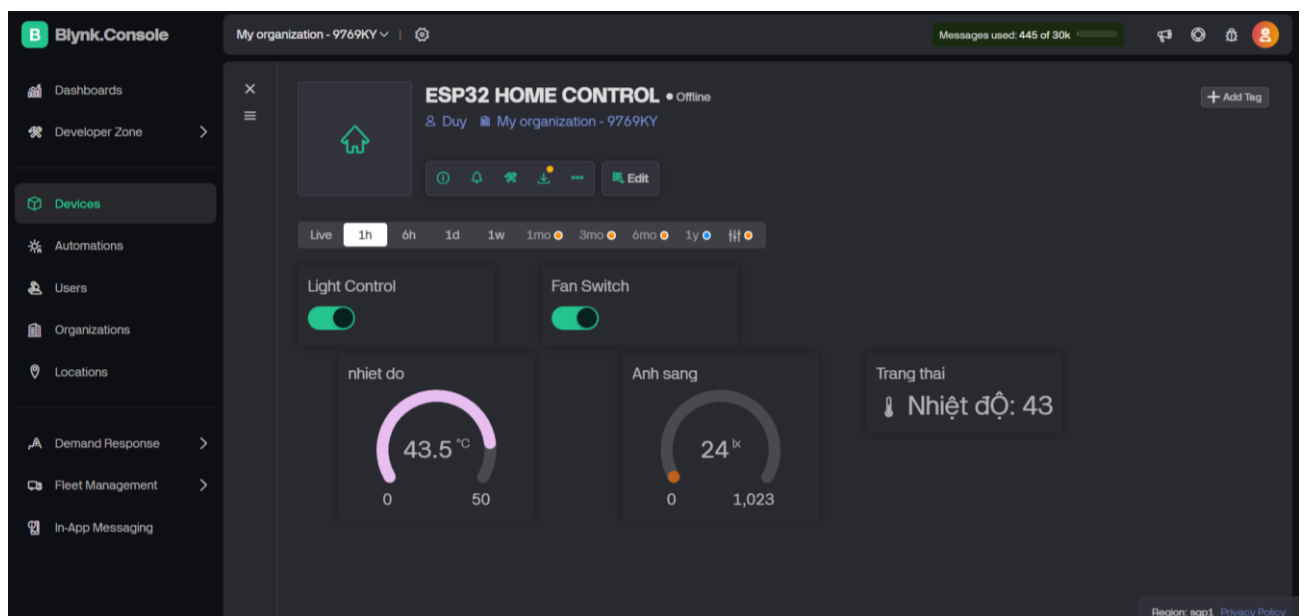 B Blynk.Console
My organization - 9769KY
Messages used: 445 of 30k
Dashboards
Developer Zone
Devices
Automations
Users
Organizations
Locations
Demand Response
Fleet Management
In-App Messaging
ESP32 HOME CONTROL • Offline
Duy My organization - 9769KY
+ Add Tag
Edit
Live 1h 6h 1d 1w 1mo 3mo 6mo 1y
Light Control
Fan Switch
nhiet do
43.5 °C
0 50
Anh sang
24 lx
0 1,023
Trang thai
🌡 Nhiệt đỘ: 43
Region: sgp1 Privacy Policy